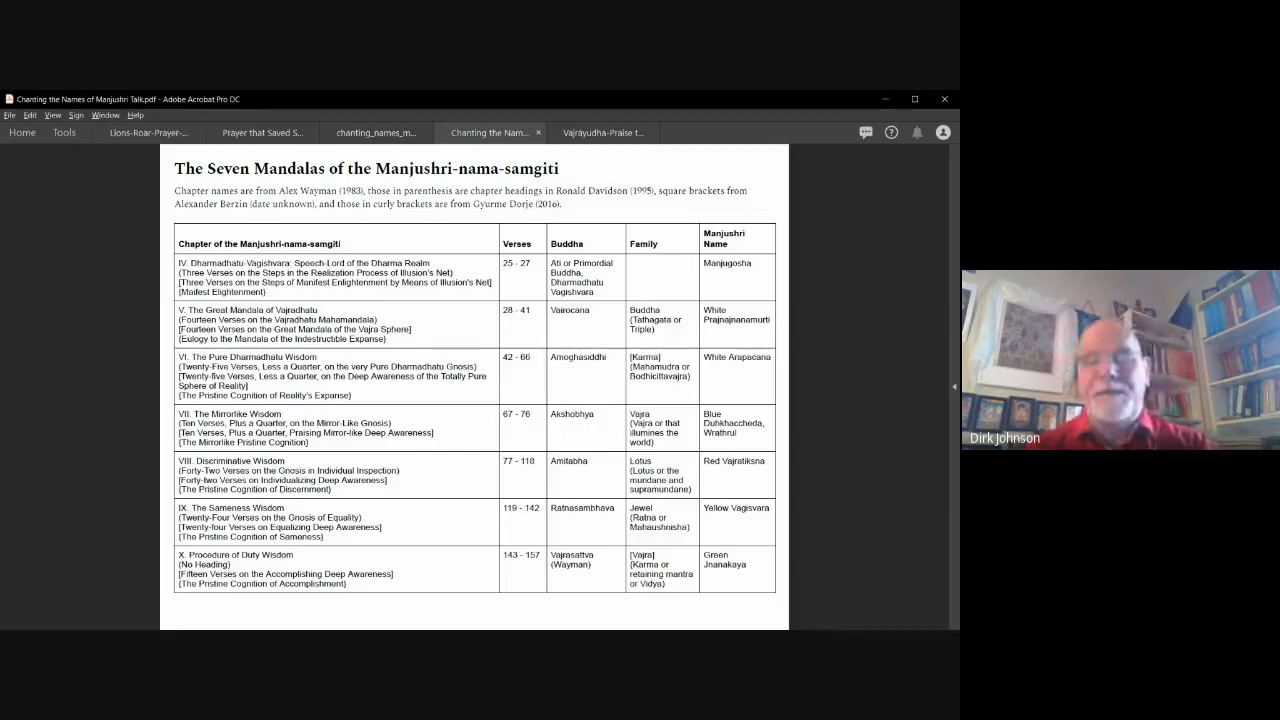 Chanting the Names of Manjushri Talk.pdf - Adobe Acrobat Pro DC
File Edit View Sign Window Help
Home Tools Lions-Roar-Prayer-... Prayer that Saved S... chanting_names_m... Chanting the Nam... × Vajrāyudha-Praise t...
The Seven Mandalas of the Manjushri-nama-samgiti
Chapter names are from Alex Wayman (1983), those in parenthesis are chapter headings in Ronald Davidson (1995), square brackets from
Alexander Berzin (date unknown), and those in curly brackets are from Gyurme Dorje (2016).
Chapter of the Manjushri-nama-samgiti
Verses
Buddha
Family
Manjushri
Name
IV. Dharmadhatu-Vagishvara: Speech-Lord of the Dharma Realm
(Three Verses on the Steps in the Realization Process of Illusion's Net)
[Three Verses on the Steps of Manifest Enlightenment by Means of Illusion's Net]
{Maifest Elightenment}
25 - 27
Ati or Primordial
Buddha,
Dharmadhatu
Vagishvara
Manjugosha
V. The Great Mandala of Vajradhatu
(Fourteen Verses on the Vajradhatu Mahamandala)
[Fourteen Verses on the Great Mandala of the Vajra Sphere]
{Eulogy to the Mandala of the Indestructible Expanse}
28 - 41
Vairocana
Buddha
(Tathagata or
Triple)
White
Prajnajnanamurti
VI. The Pure Dharmadhatu Wisdom
(Twenty-Five Verses, Less a Quarter, on the very Pure Dharmadhatu Gnosis)
[Twenty-five Verses, Less a Quarter, on the Deep Awareness of the Totally Pure
Sphere of Reality]
{The Pristine Cognition of Reality's Expanse}
42 - 66
Amoghasiddhi
[Karma]
(Mahamudra or
Bodhicittavajra)
White Arapacana
VII. The Mirrorlike Wisdom
(Ten Verses, Plus a Quarter, on the Mirror-Like Gnosis)
[Ten Verses, Plus a Quarter, Praising Mirror-like Deep Awareness]
{The Mirrorlike Pristine Cognition}
67 - 76
Akshobhya
Vajra
(Vajra or that
illumines the
world)
Blue
Duhkhaccheda,
Wrathrul
VIII. Discriminative Wisdom
(Forty-Two Verses on the Gnosis in Individual Inspection)
[Forty-two Verses on Individualizing Deep Awareness]
{The Pristine Cognition of Discernment}
77 - 118
Amitabha
Lotus
(Lotus or the
mundane and
supramundane)
Red Vajratiksna
IX. The Sameness Wisdom
(Twenty-Four Verses on the Gnosis of Equality)
[Twenty-four Verses on Equalizing Deep Awareness]
{The Pristine Cognition of Sameness}
119 - 142
Ratnasambhava
Jewel
(Ratna or
Mahaushnisha)
Yellow Vagisvara
X. Procedure of Duty Wisdom
(No Heading)
[Fifteen Verses on the Accomplishing Deep Awareness]
{The Pristine Cognition of Accomplishment}
143 - 157
Vajrasattva
(Wayman)
[Vajra]
(Karma or
retaining mantra
or Vidya)
Green
Jnanakaya
Dirk Johnson